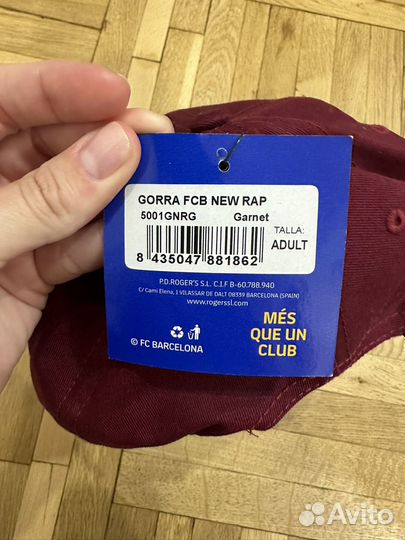 GORRA FCB NEW RAP
5001GNRG Garnet
TALLA:
ADULT
8 435047 881862
P.D.ROGER'S S.L. C.I.F B-60.788.940
C/ Cami Elena, 1 VILASSAR DE DALT 08339 BARCELONA (SPAIN)
www.rogerssl.com
MÉS
QUE UN
CLUB
© FC BARCELONA
Avito